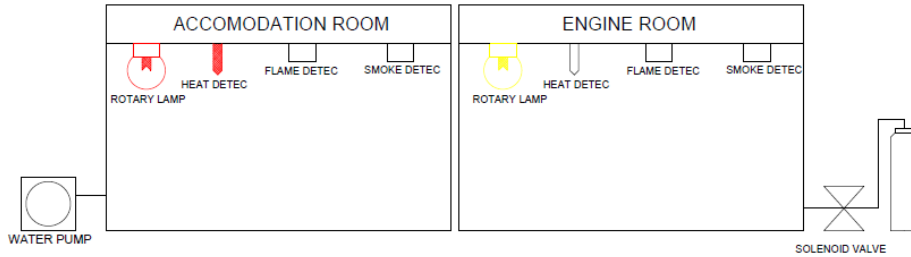 ACCOMODATION ROOM
ENGINE ROOM
ROTARY LAMP
HEAT DETEC
FLAME DETEC
SMOKE DETEC
ROTARY LAMP
HEAT DETEC
FLAME DETEC
SMOKE DETEC
WATER PUMP
SOLENOID VALVE